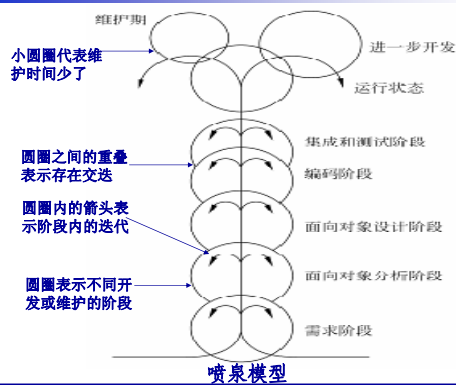 维护期
进一步开发
小圆圈代表维
护时间少了
运行状态
集成和测试阶段
圆圈之间的重叠
表示存在交迭
编码阶段
圆圈内的箭头表
示阶段内的迭代
面向对象设计阶段
面向对象分析阶段
圆圈表示不同开
发或维护的阶段
需求阶段
喷泉模型